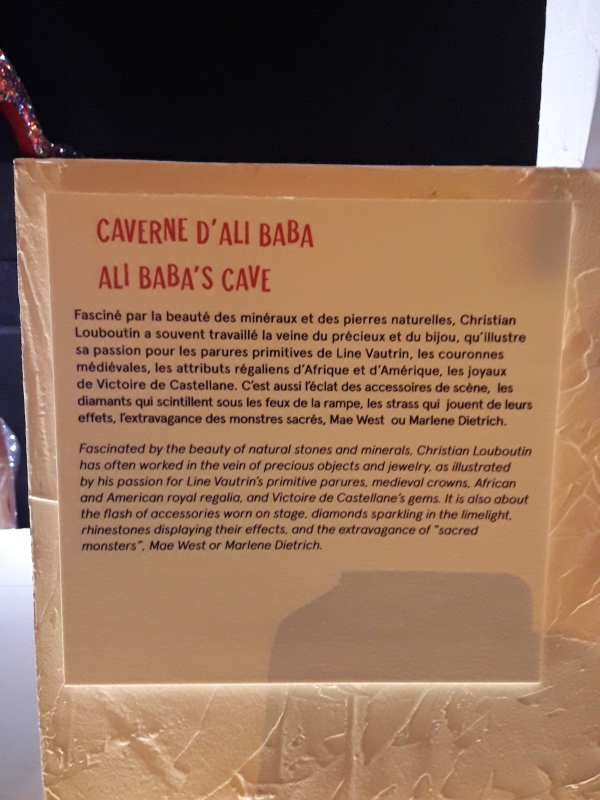 CAVERNE D'ALI BABA
ALI BABA'S CAVE
Fasciné par la beauté des minéraux et des pierres naturelles, Christian
Louboutin a souvent travaillé la veine du précieux et du bijou, qu'illustre
sa passion pour les parures primitives de Line Vautrin, les couronnes
médiévales, les attributs régaliens d'Afrique et d'Amérique, les joyaux
de Victoire de Castellane. C'est aussi l'éclat des accessoires de scène, les
diamants qui scintillent sous les feux de la rampe, les strass qui jouent de leurs
effets, l'extravagance des monstres sacrés, Mae West ou Marlene Dietrich.
Fascinated by the beauty of natural stones and minerals, Christian Louboutin
has often worked in the vein of precious objects and jewelry, as illustrated
by his passion for Line Vautrin's primitive parures, medieval crowns, African
and American royal regalia, and Victoire de Castellane's gems. It is also about
the flash of accessories worn on stage, diamonds sparkling in the limelight,
rhinestones displaying their effects, and the extravagance of "sacred
monsters", Mae West or Marlene Dietrich.